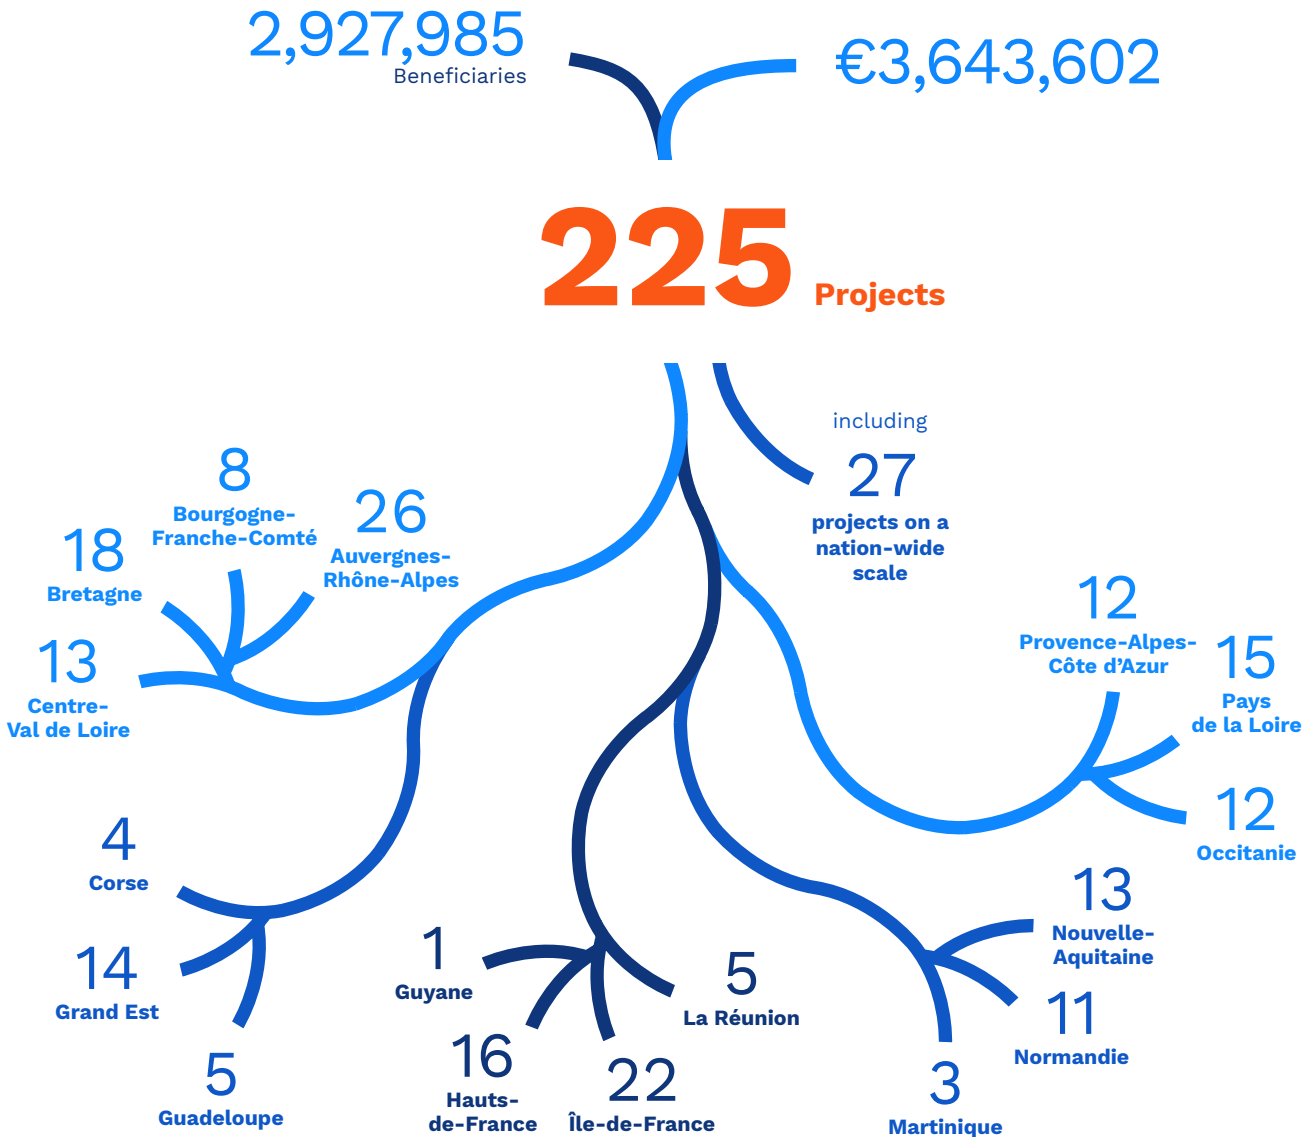 2,927,985
Beneficiaries
€3,643,602
225 Projects
including
27
projects on a
nation-wide
scale
8
Bourgogne-
Franche-Comté
26
Auvergnes-
Rhône-Alpes
18
Bretagne
13
Centre-
Val de Loire
12
Provence-Alpes-
Côte d’Azur
15
Pays
de la Loire
12
Occitanie
4
Corse
14
Grand Est
5
Guadeloupe
1
Guyane
16
Hauts-
de-France
22
Île-de-France
5
La Réunion
13
Nouvelle-
Aquitaine
11
Normandie
3
Martinique